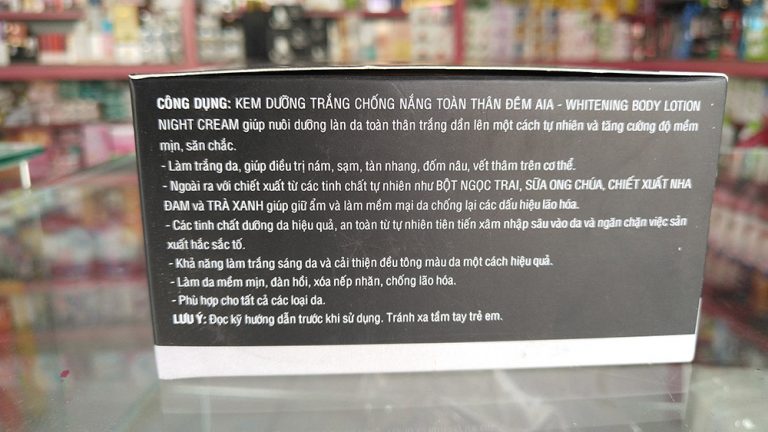 CÔNG DỤNG: KEM DƯỠNG TRẮNG CHỐNG NẮNG TOÀN THÂN ĐÊM AIA - WHITENING BODY LOTION
NIGHT CREAM giúp nuôi dưỡng làn da toàn thân trắng dần lên một cách tự nhiên và tăng cường độ mềm
mịn, săn chắc.
- Làm trắng da, giúp điều trị nám, sạm, tàn nhang, đốm nâu, vết thâm trên cơ thể.
- Ngoài ra với chiết xuất từ các tinh chất tự nhiên như BỘT NGỌC TRAI, SỮA ONG CHÚA, CHIẾT XUẤT NHA
ĐAM và TRÀ XANH giúp giữ ẩm và làm mềm mại da chống lại các dấu hiệu lão hóa.
- Các tinh chất dưỡng da hiệu quả, an toàn từ tự nhiên tiên tiến xâm nhập sâu vào da và ngăn chặn việc sản
xuất hắc sắc tố.
- Khả năng làm trắng sáng da và cải thiện đều tông màu da một cách hiệu quả.
- Làm da mềm mịn, đàn hồi, xóa nếp nhăn, chống lão hóa.
- Phù hợp cho tất cả các loại da.
LƯU Ý: Đọc kỹ hướng dẫn trước khi sử dụng. Tránh xa tầm tay trẻ em.